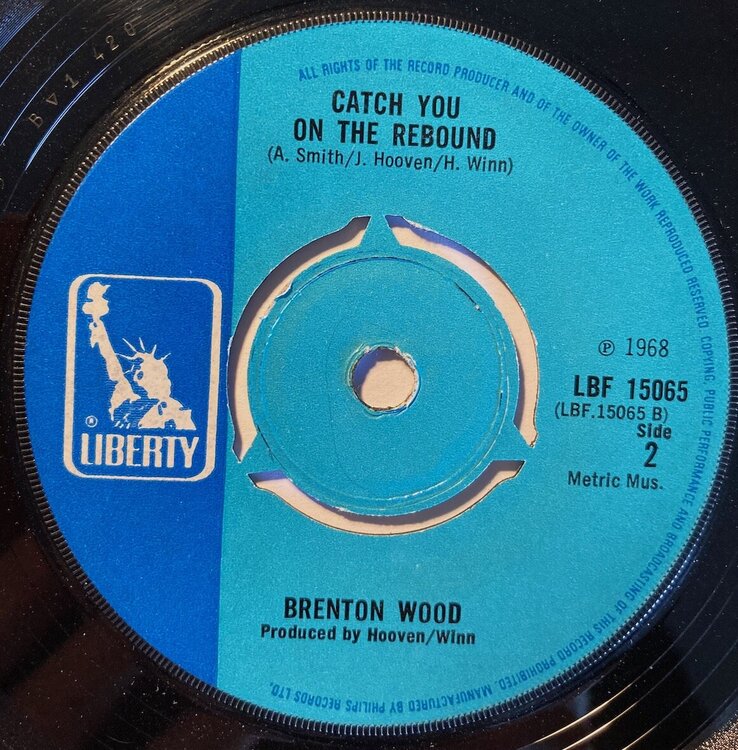 ALL RIGHTS OF THE RECORD PRODUCER AND OF THE OWNER OF THE WORK REPRODUCED RESERVED COPYING, PUBLIC PERFORMANCE AND BROADCASTING OF THIS RECORD PROHIBITED. MANUFACTURED BY PHILIPS RECORDS LTD.
CATCH YOU
ON THE REBOUND
(A. Smith/J. Hooven/H. Winn)
℗ 1968
LBF 15065
(LBF.15065 B)
Side
2
Metric Mus.
®
LIBERTY
BRENTON WOOD
Produced by Hooven/Winn
1 420